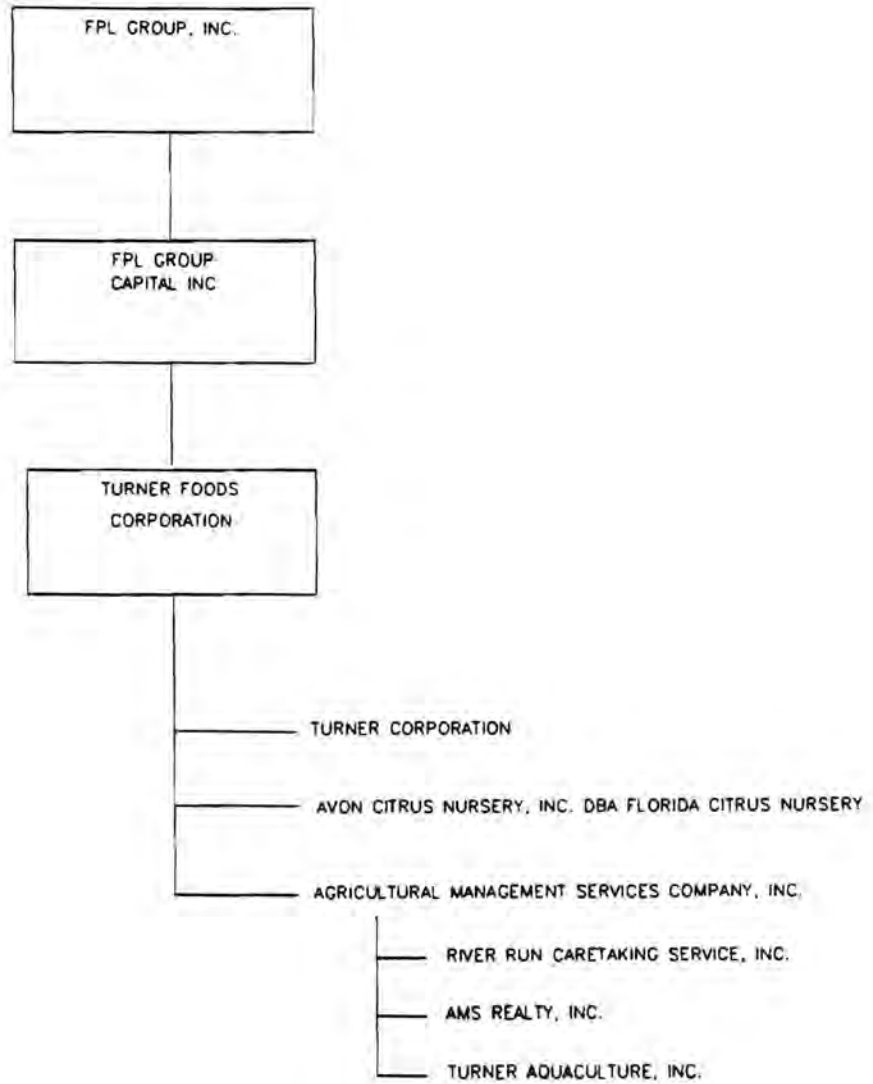 FPL GROUP, INC.
FPL GROUP
CAPITAL INC
TURNER FOODS
CORPORATION
TURNER CORPORATION
AVON CITRUS NURSERY, INC. DBA FLORIDA CITRUS NURSERY
AGRICULTURAL MANAGEMENT SERVICES COMPANY, INC.
RIVER RUN CARETAKING SERVICE, INC.
AMS REALTY, INC.
TURNER AQUACULTURE, INC.